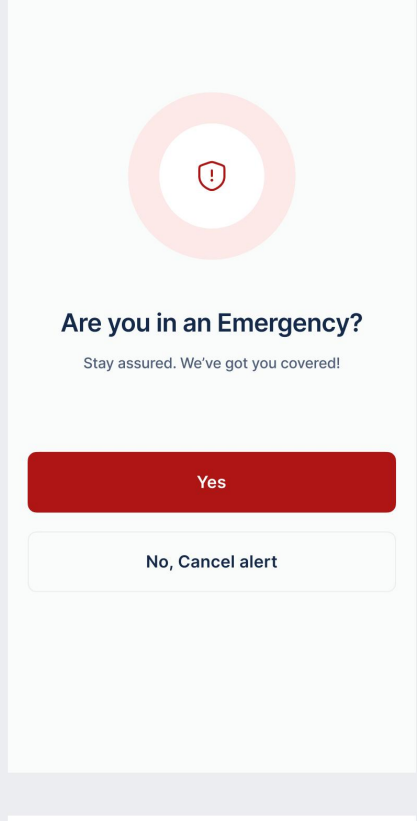 Are you in an Emergency?
Stay assured. We’ve got you covered!
Yes
No, Cancel alert